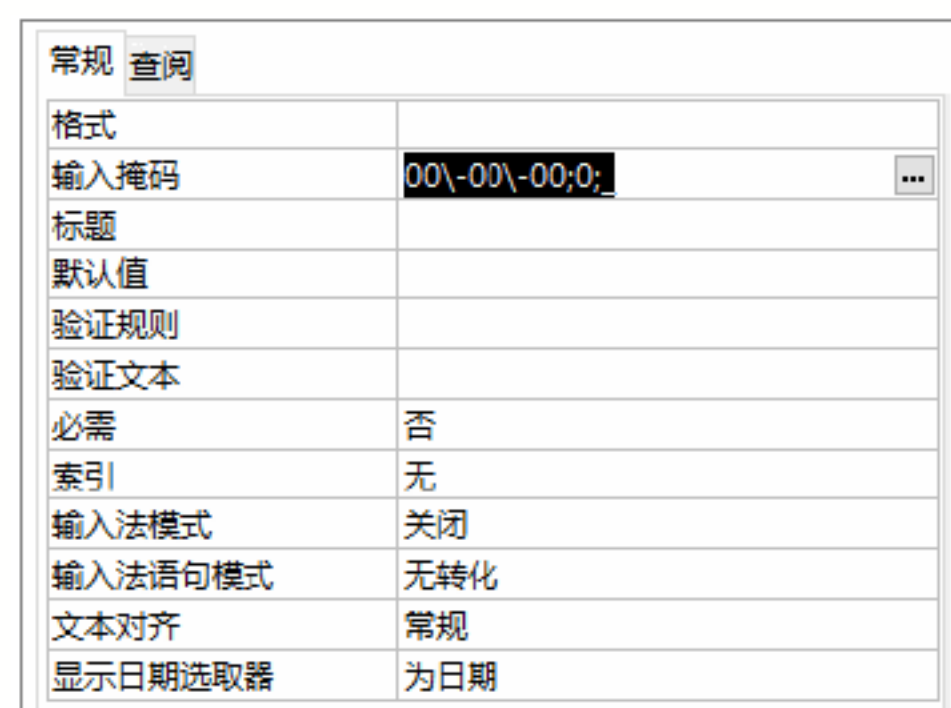 常规 查阅
格式
输入掩码 00\-00\-00;0;_ ...
标题
默认值
验证规则
验证文本
必需 否
索引 无
输入法模式 关闭
输入法语句模式 无转化
文本对齐 常规
显示日期选取器 为日期